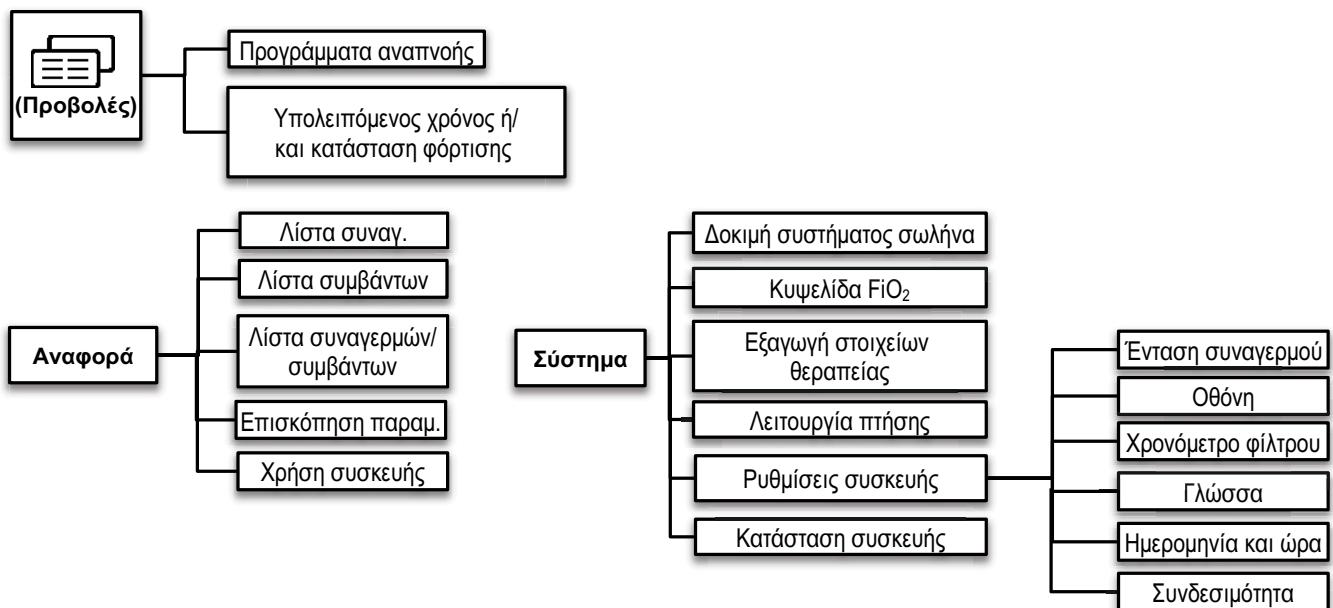 (Προβολές)
Προγράμματα αναπνοής
Υπολειπόμενος χρόνος ή/
και κατάσταση φόρτισης
Αναφορά
Λίστα συναγ.
Λίστα συμβάντων
Λίστα συναγερμών/
συμβάντων
Επισκόπηση παραμ.
Χρήση συσκευής
Σύστημα
Δοκιμή συστήματος σωλήνα
Κυψελίδα FiO₂
Εξαγωγή στοιχείων
θεραπείας
Λειτουργία πτήσης
Ρυθμίσεις συσκευής
Κατάσταση συσκευής
Ένταση συναγερμού
Οθόνη
Χρονόμετρο φίλτρου
Γλώσσα
Ημερομηνία και ώρα
Συνδεσιμότητα